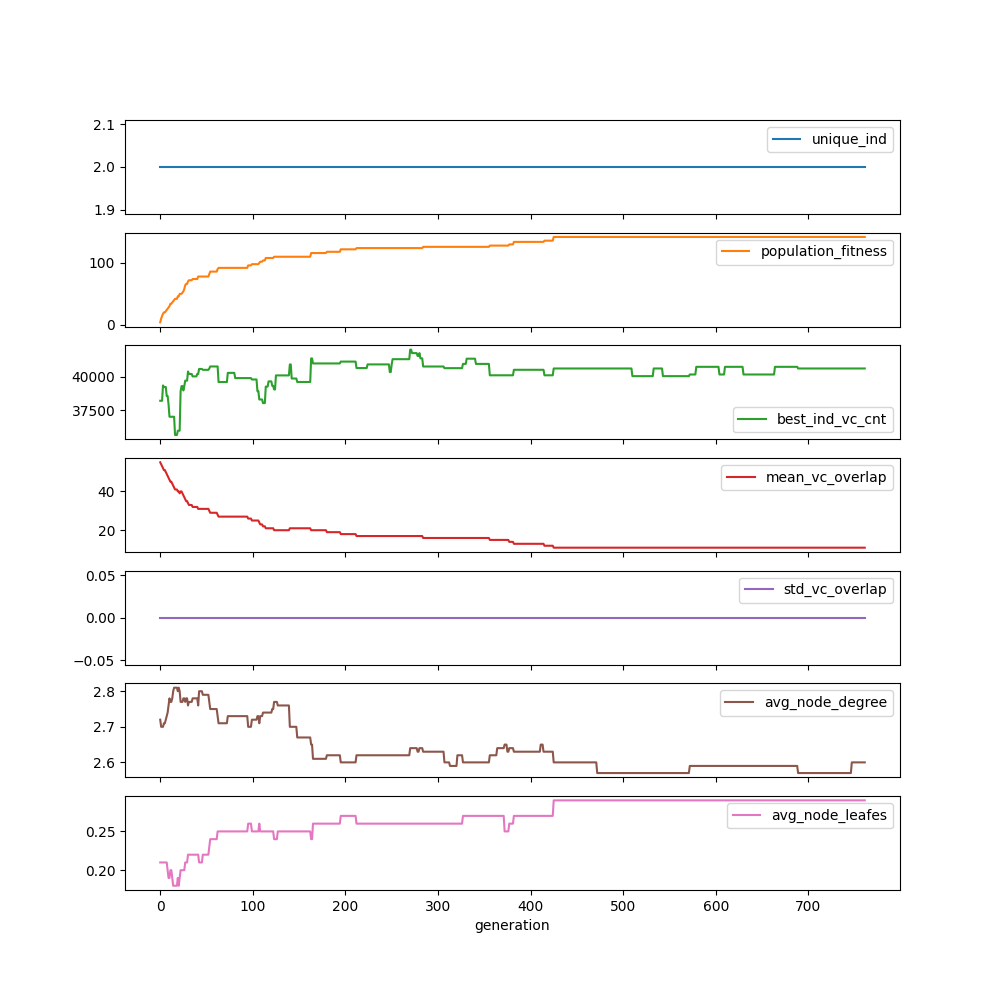 2.1
2.0
1.9
unique_ind
100
0
population_fitness
40000
37500
best_ind_vc_cnt
40
20
mean_vc_overlap
0.05
0.00
−0.05
std_vc_overlap
2.8
2.7
2.6
avg_node_degree
0.25
0.20
avg_node_leafes
0 100 200 300 400 500 600 700
generation